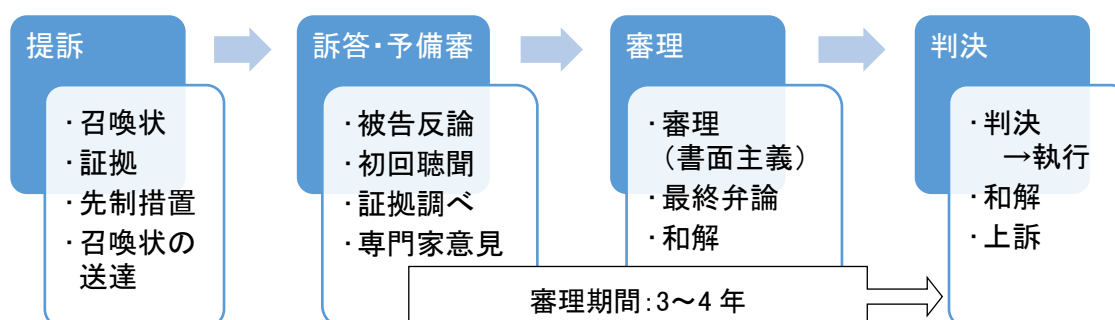 提訴
・召喚状
・証拠
・先制措置
・召喚状の
送達
訴答・予備審
・被告反論
・初回聴聞
・証拠調べ
・専門家意見
審理
・審理
（書面主義）
・最終弁論
・和解
判決
・判決
→執行
・和解
・上訴
審理期間：3～4 年